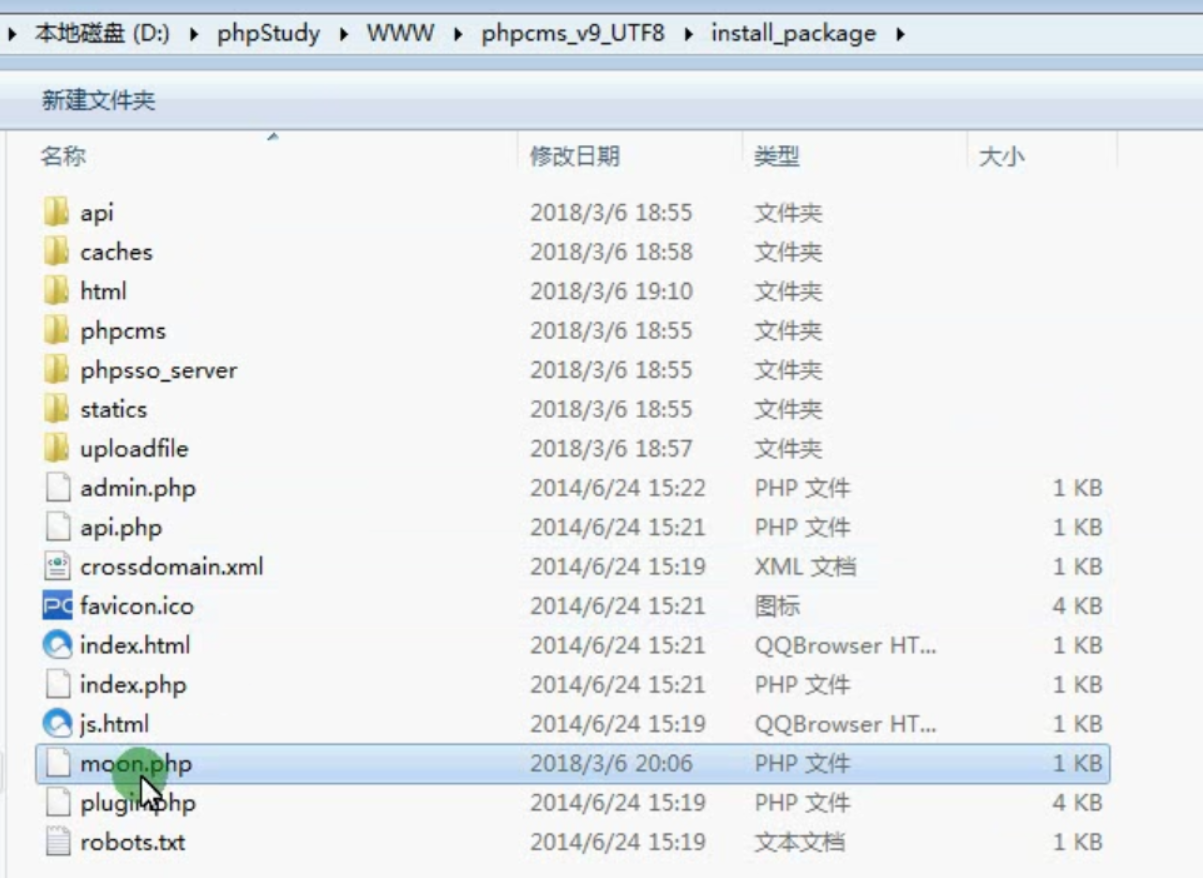 本地磁盘 (D:) phpStudy WWW phpcms_v9_UTF8 install_package
新建文件夹
名称 修改日期 类型 大小
api 2018/3/6 18:55 文件夹
caches 2018/3/6 18:58 文件夹
html 2018/3/6 19:10 文件夹
phpcms 2018/3/6 18:55 文件夹
phpsso_server 2018/3/6 18:55 文件夹
statics 2018/3/6 18:55 文件夹
uploadfile 2018/3/6 18:57 文件夹
admin.php 2014/6/24 15:22 PHP 文件 1 KB
api.php 2014/6/24 15:21 PHP 文件 1 KB
crossdomain.xml 2014/6/24 15:19 XML 文档 1 KB
favicon.ico 2014/6/24 15:21 图标 4 KB
index.html 2014/6/24 15:21 QQBrowser HT... 1 KB
index.php 2014/6/24 15:21 PHP 文件 1 KB
js.html 2014/6/24 15:19 QQBrowser HT... 1 KB
moon.php 2018/3/6 20:06 PHP 文件 1 KB
plugin.php 2014/6/24 15:19 PHP 文件 4 KB
robots.txt 2014/6/24 15:19 文本文档 1 KB